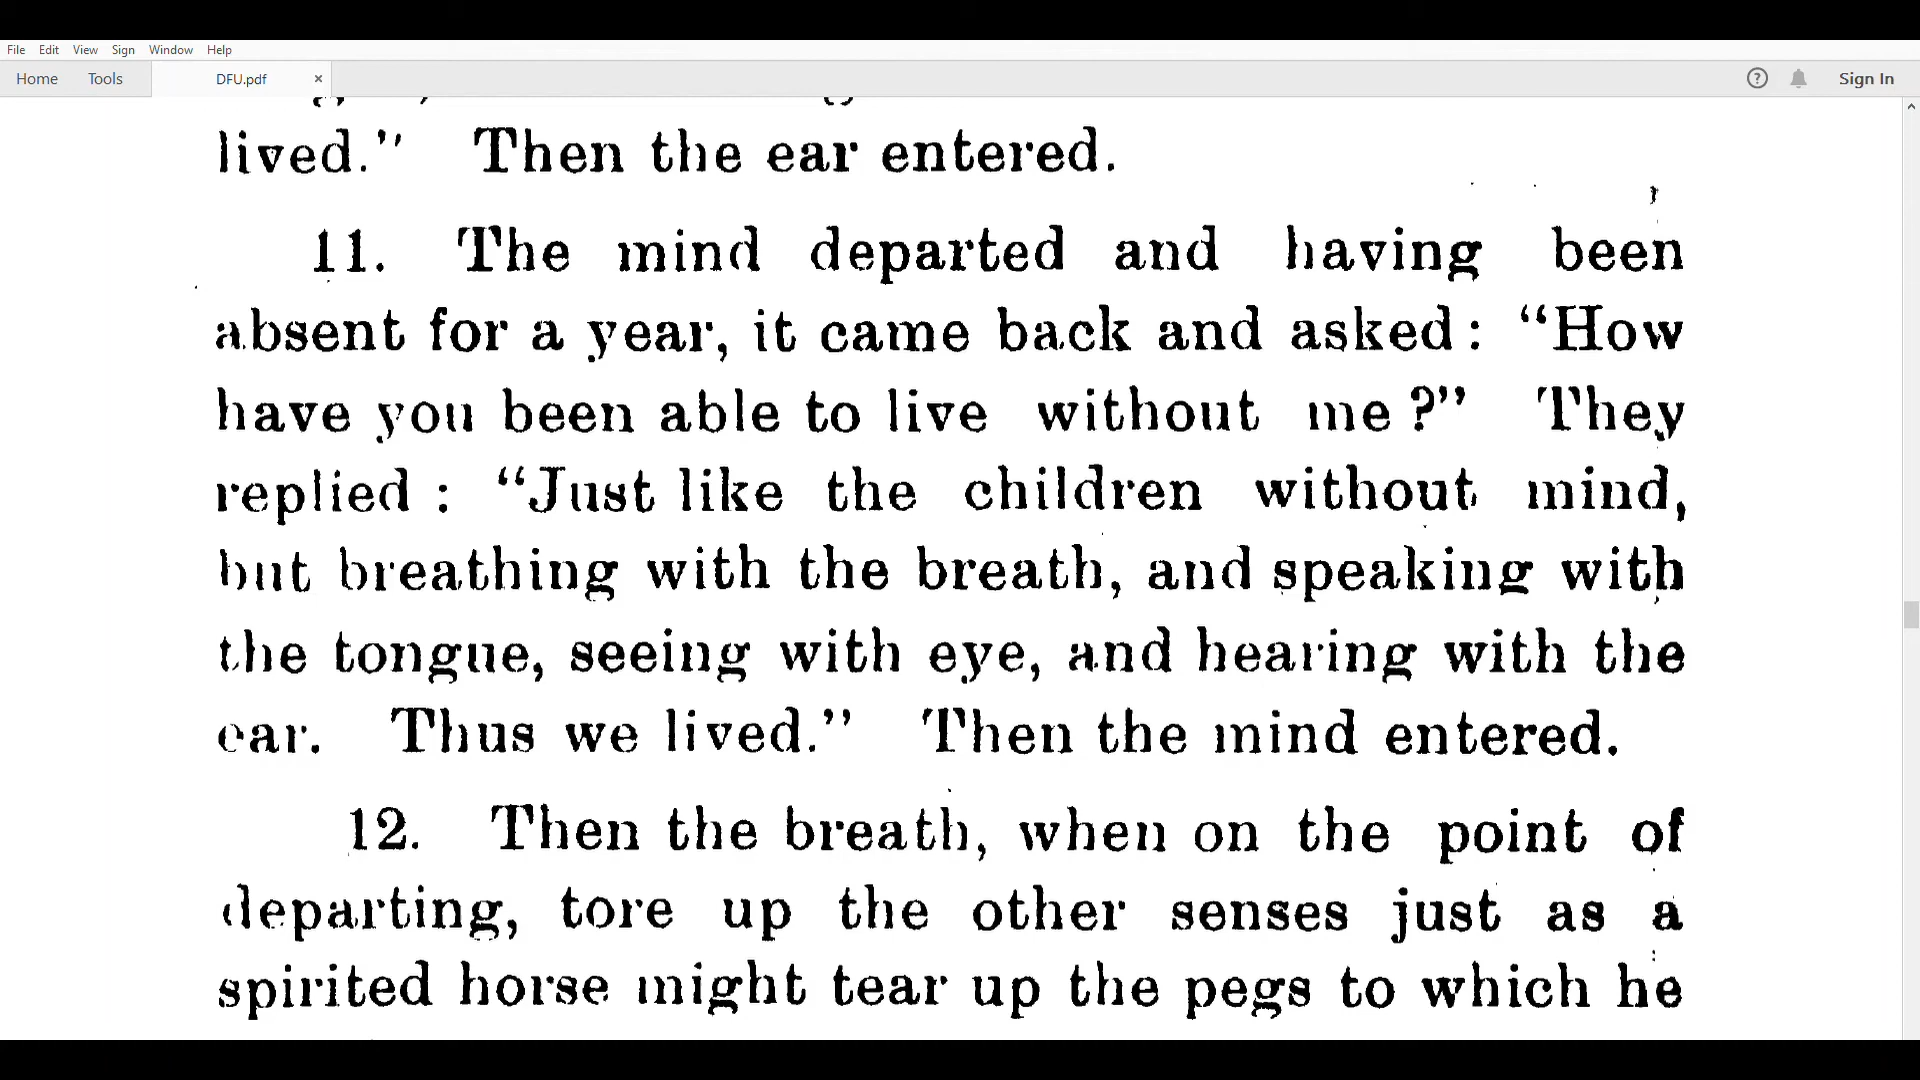 File Edit View Sign Window Help
Home Tools DFU.pdf × ? Sign In
lived." Then the ear entered.
11. The mind departed and having been
absent for a year, it came back and asked: "How
have you been able to live without me ?" They
replied : "Just like the children without mind,
but breathing with the breath, and speaking with
the tongue, seeing with eye, and hearing with the
ear. Thus we lived." Then the mind entered.
12. Then the breath, when on the point of
departing, tore up the other senses just as a
spirited horse might tear up the pegs to which he